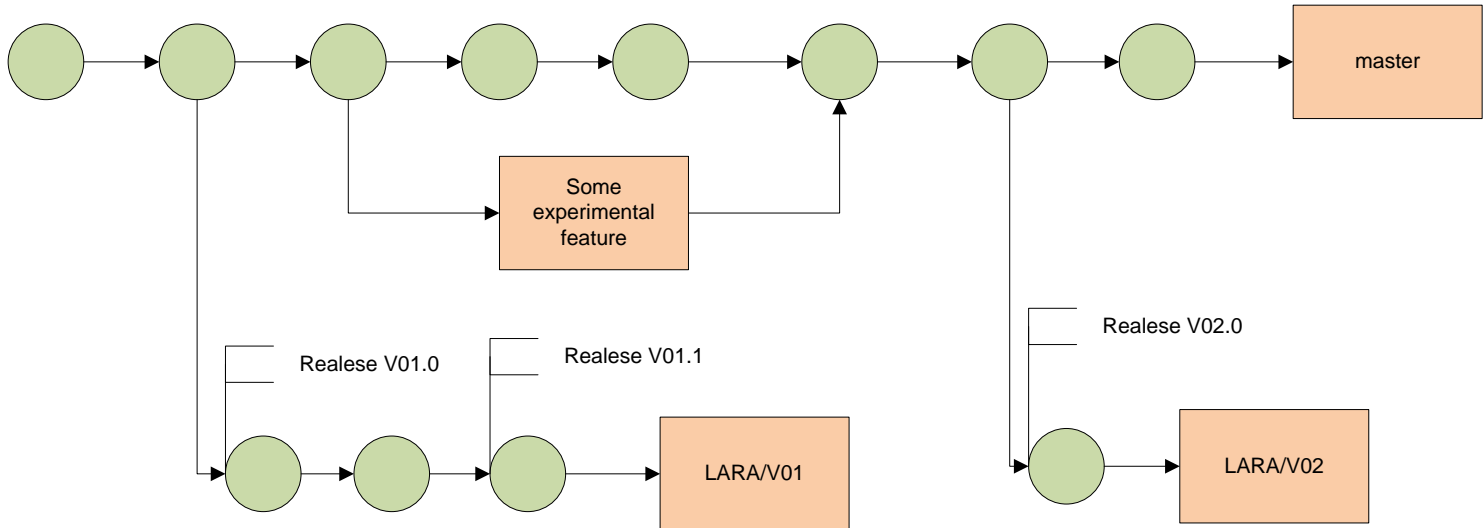 master
Some
experimental
feature
Realese V02.0
Realese V01.0
Realese V01.1
LARA/V01
LARA/V02